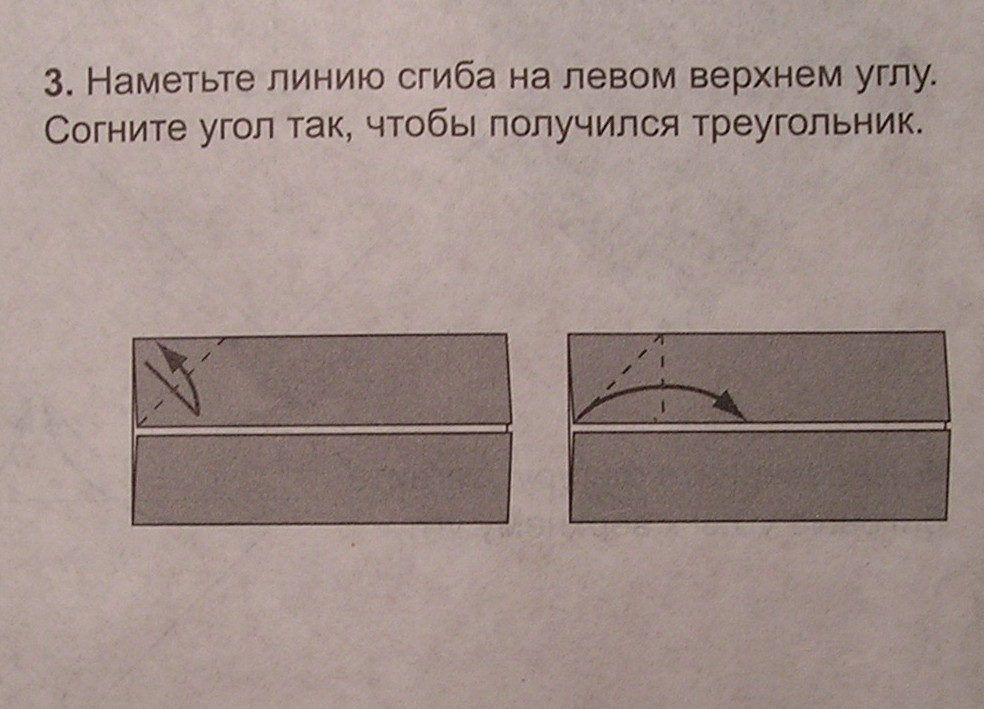 3. Наметьте линию сгиба на левом верхнем углу.
Согните угол так, чтобы получился треугольник.